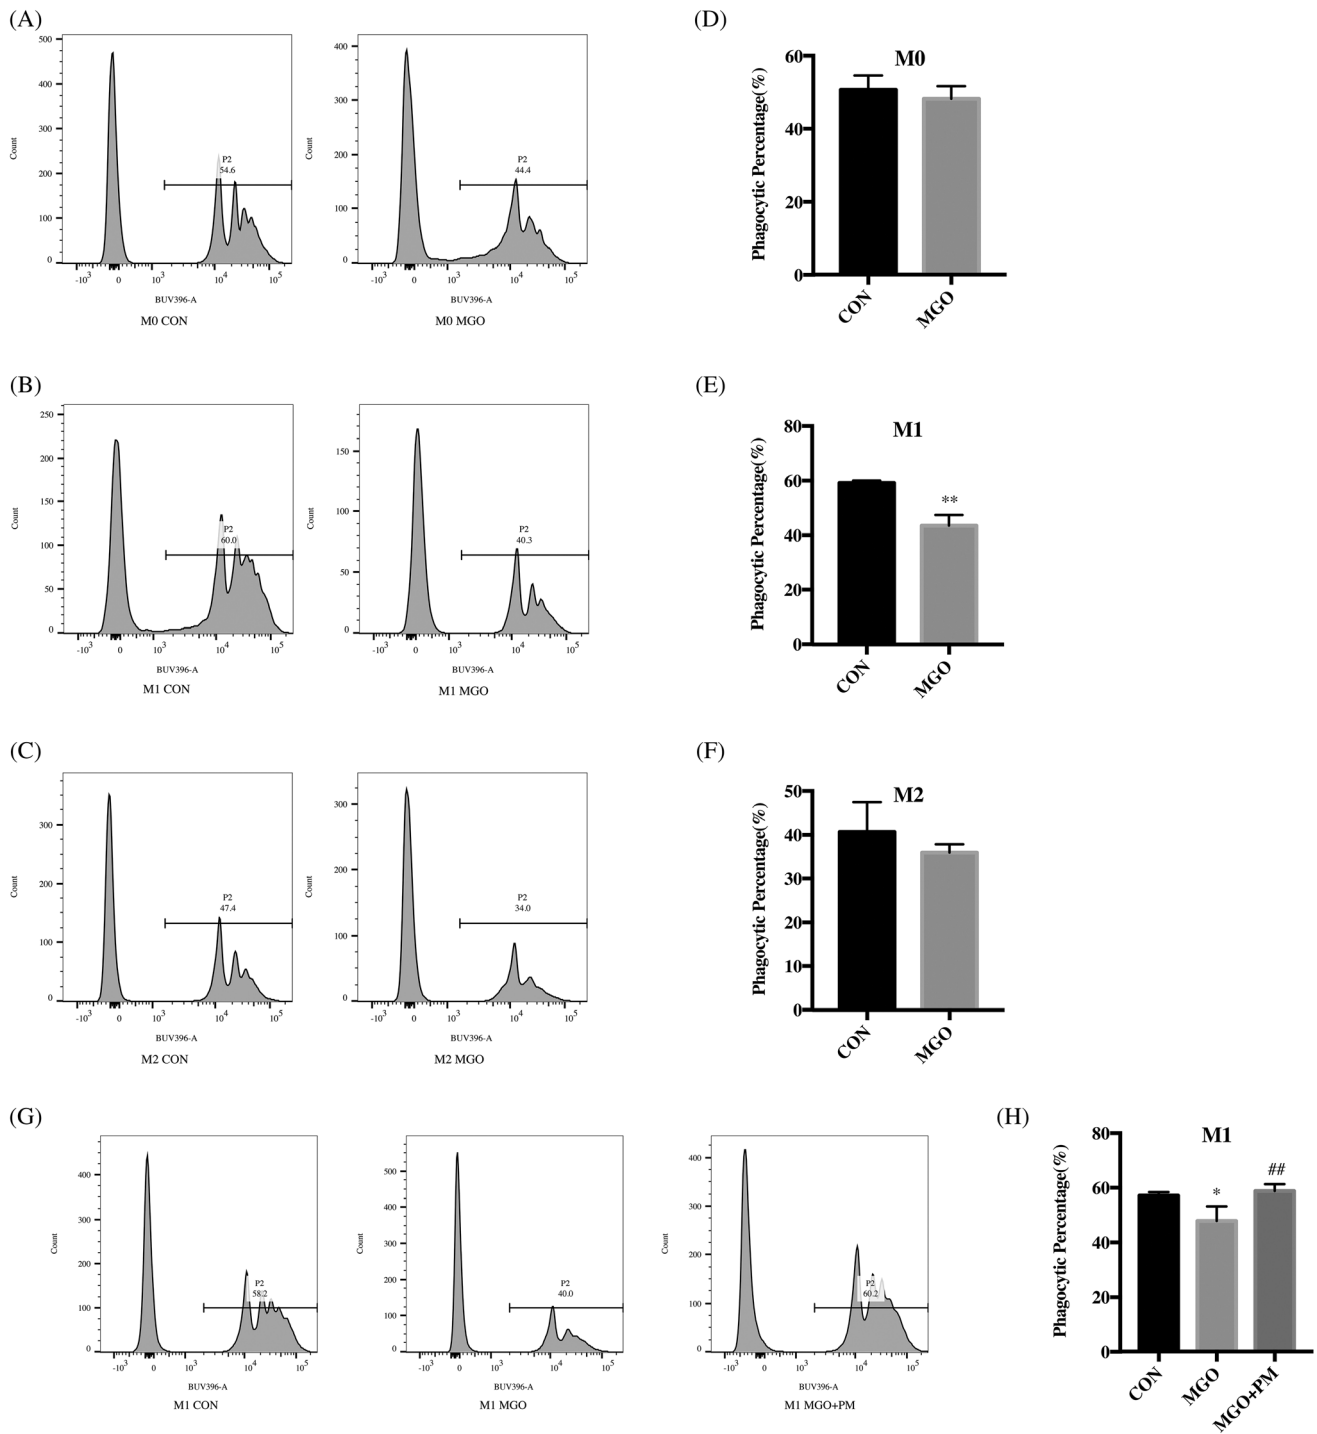 (A)
500
400
300
200
100
0
Count
P2
54.6
-10³ 0 10³ 10⁴ 10⁵
BUV396-A
M0 CON
400
300
200
100
0
Count
P2
44.4
-10³ 0 10³ 10⁴ 10⁵
BUV396-A
M0 MGO
(D)
M0
Phagocytic Percentage(%)
60
40
20
0
CON
MGO
(B)
250
200
150
100
50
0
Count
P2
60.0
-10³ 0 10³ 10⁴ 10⁵
BUV396-A
M1 CON
150
100
50
0
Count
P2
40.3
-10³ 0 10³ 10⁴ 10⁵
BUV396-A
M1 MGO
(E)
M1
Phagocytic Percentage(%)
80
60
40
20
0
**
CON
MGO
(C)
300
200
100
0
Count
P2
47.4
-10³ 0 10³ 10⁴ 10⁵
BUV396-A
M2 CON
300
200
100
0
Count
P2
34.0
-10³ 0 10³ 10⁴ 10⁵
BUV396-A
M2 MGO
(F)
M2
Phagocytic Percentage(%)
50
40
30
20
10
0
CON
MGO
(G)
400
300
200
100
0
Count
P2
58.2
-10³ 0 10³ 10⁴ 10⁵
BUV396-A
M1 CON
500
400
300
200
100
0
Count
P2
40.0
-10³ 0 10³ 10⁴ 10⁵
BUV396-A
M1 MGO
400
300
200
100
0
Count
P2
60.2
-10³ 0 10³ 10⁴ 10⁵
BUV396-A
M1 MGO+PM
(H)
M1
Phagocytic Percentage(%)
80
60
40
20
0
*
##
CON
MGO
MGO+PM